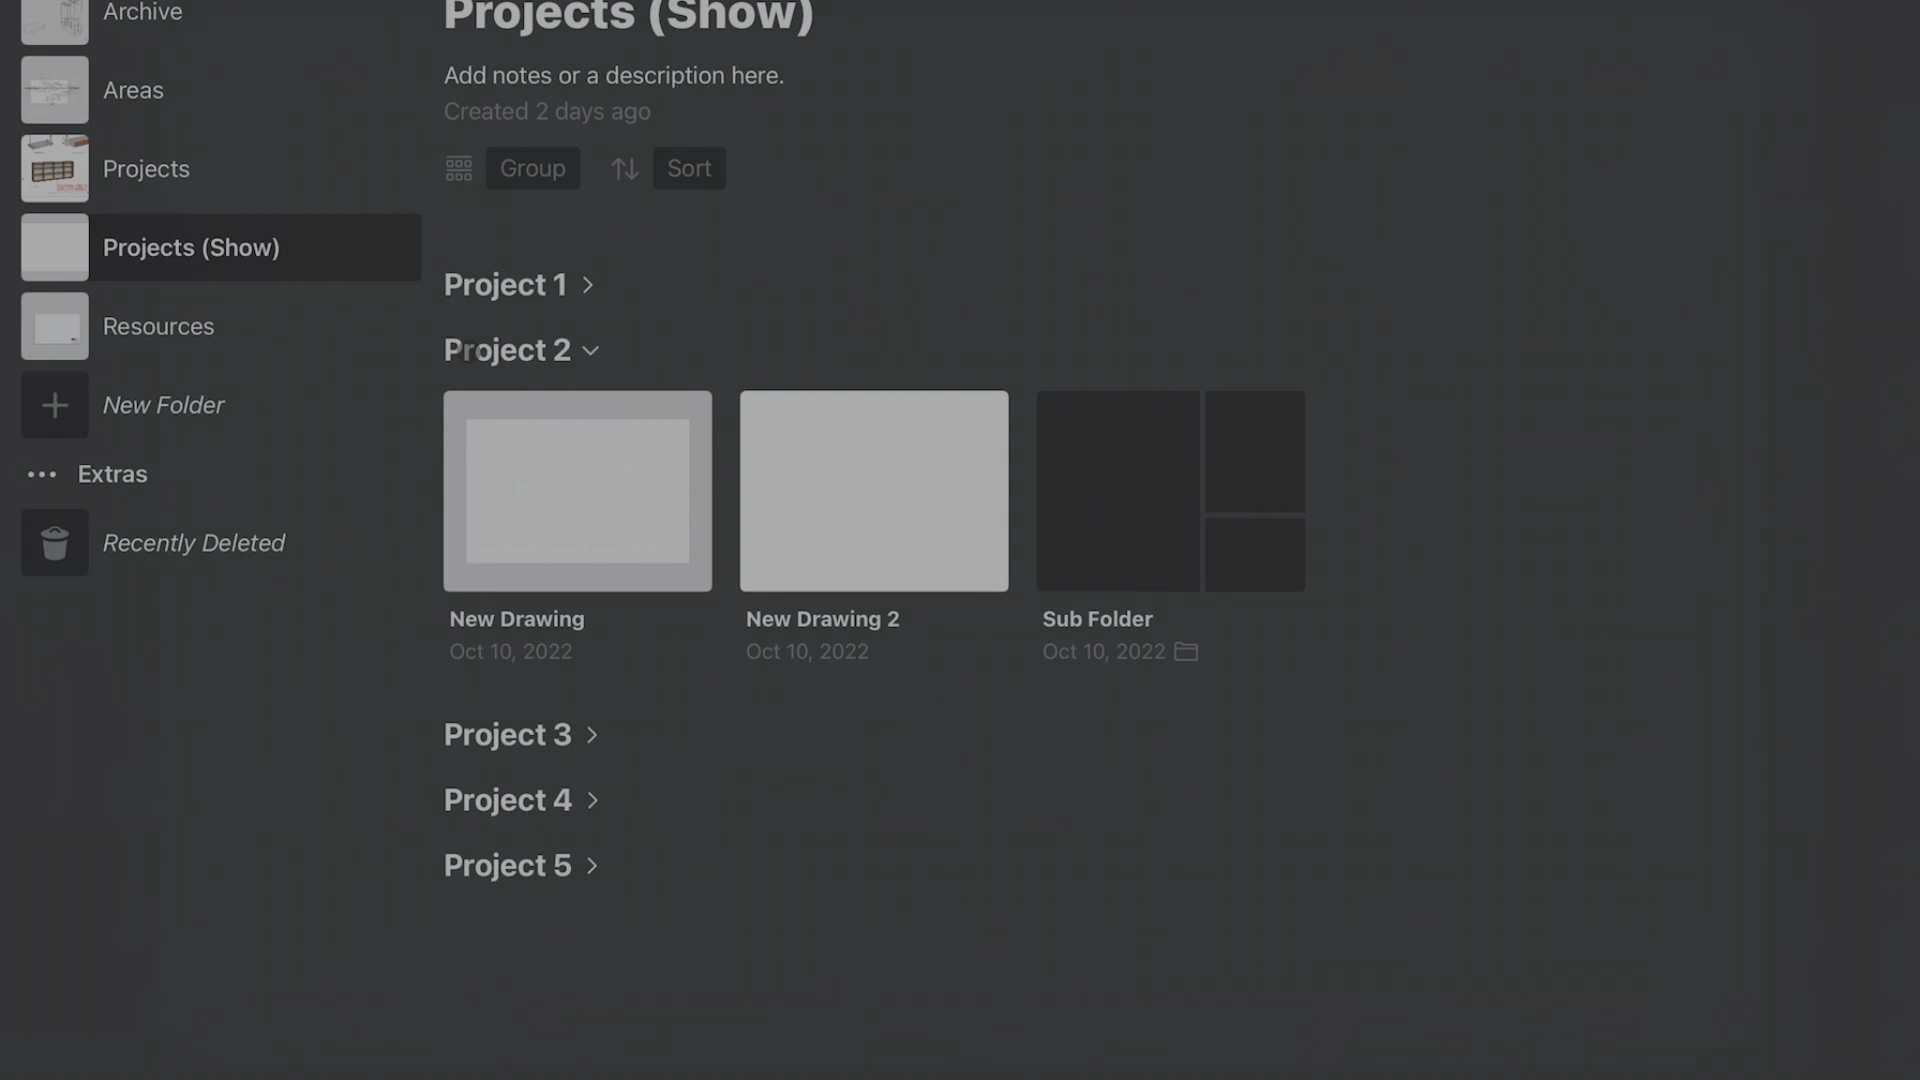 Archive
Areas
Projects
Projects (Show)
Resources
New Folder
Extras
Recently Deleted
Projects (Show)
Add notes or a description here.
Created 2 days ago
Group Sort
Project 1
Project 2
New Drawing
Oct 10, 2022
New Drawing 2
Oct 10, 2022
Sub Folder
Oct 10, 2022
Project 3
Project 4
Project 5